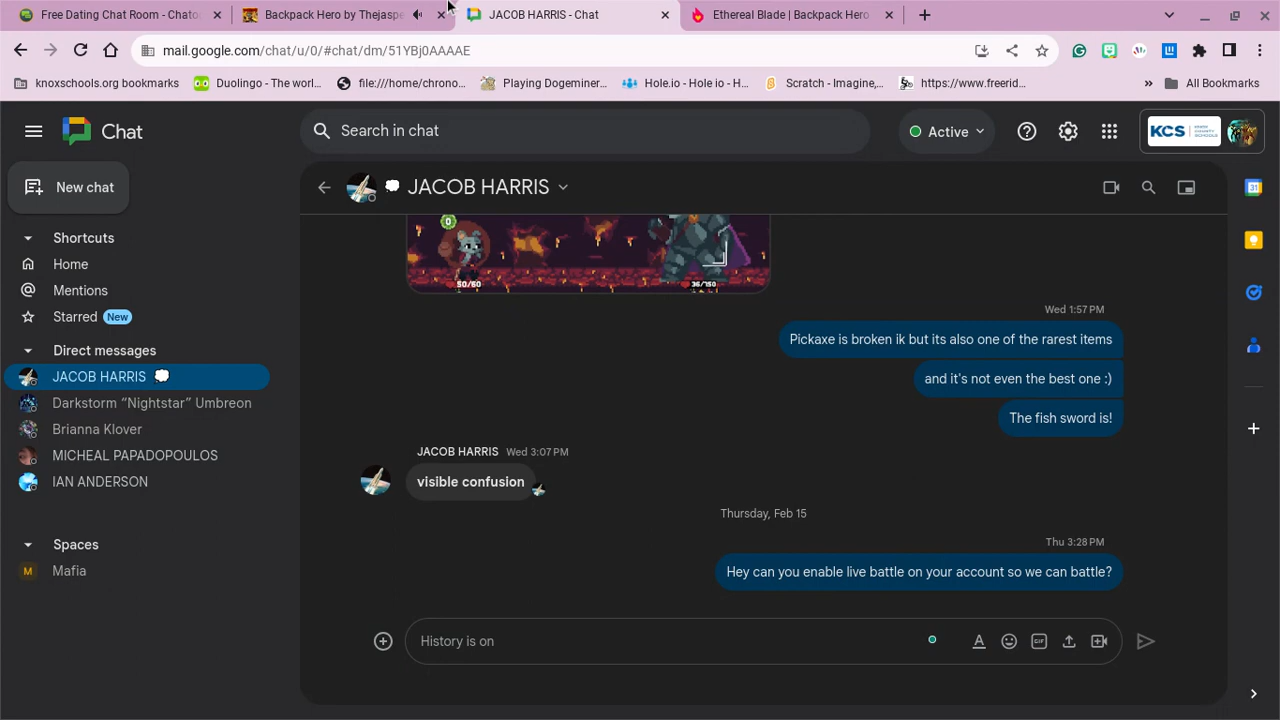 Free Dating Chat Room - Chato
Backpack Hero by Thejaspe
JACOB HARRIS - Chat
Ethereal Blade | Backpack Hero
mail.google.com/chat/u/0/#chat/dm/51YBj0AAAAE
knoxschools.org bookmarks
Duolingo - The worl...
file:///home/chrono...
Playing Dogeminer...
Hole.io - Hole io - H...
Scratch - Imagine,...
https://www.freerid...
»
All Bookmarks
Chat
Search in chat
Active
KCS
New chat
JACOB HARRIS
Shortcuts
Home
Mentions
Starred New
Direct messages
JACOB HARRIS
Darkstorm “Nightstar” Umbreon
Brianna Klover
MICHEAL PAPADOPOULOS
IAN ANDERSON
Spaces
M Mafia
0
50/60
36/150
Wed 1:57 PM
Pickaxe is broken ik but its also one of the rarest items
and it's not even the best one :)
The fish sword is!
JACOB HARRIS Wed 3:07 PM
visible confusion
Thursday, Feb 15
Thu 3:28 PM
Hey can you enable live battle on your account so we can battle?
History is on
GIF
31